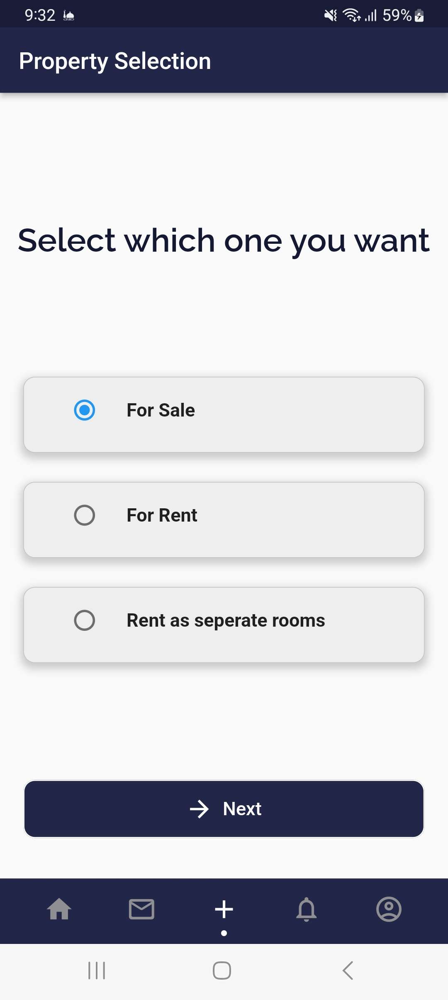 9:32
59%
Property Selection
Select which one you want
For Sale
For Rent
Rent as seperate rooms
Next